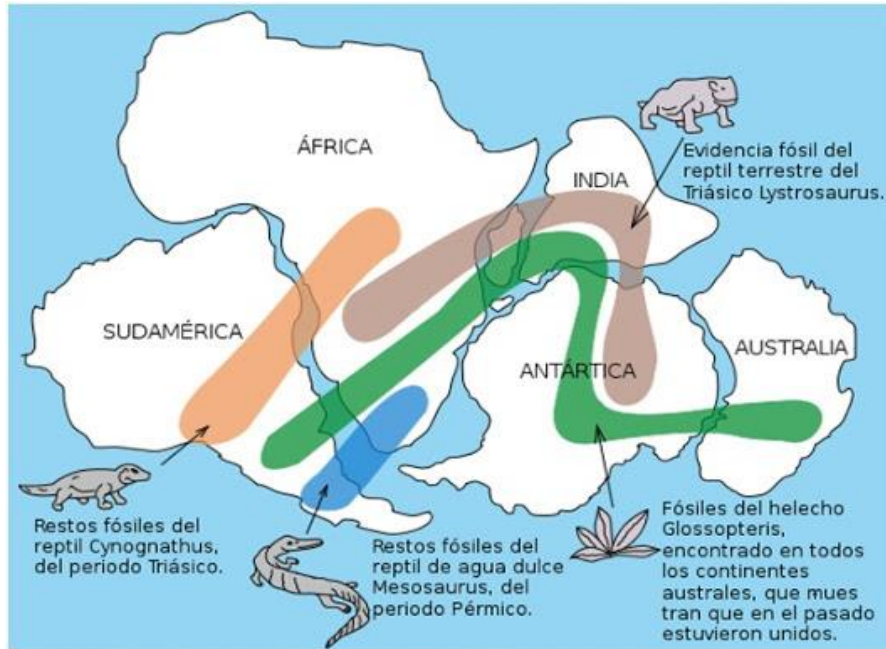 ÁFRICA
INDIA
Evidencia fósil del
reptil terrestre del
Triásico Lystrosaurus.
SUDAMÉRICA
ANTÁRTICA
AUSTRALIA
Restos fósiles del
reptil Cynognathus,
del período Triásico.
Restos fósiles del
reptil de agua dulce
Mesosaurus, del
periodo Pérmico.
Fósiles del helecho
Glossopteris,
encontrado en todos
los continentes
australes, que mues
tran que en el pasado
estuvieron unidos.